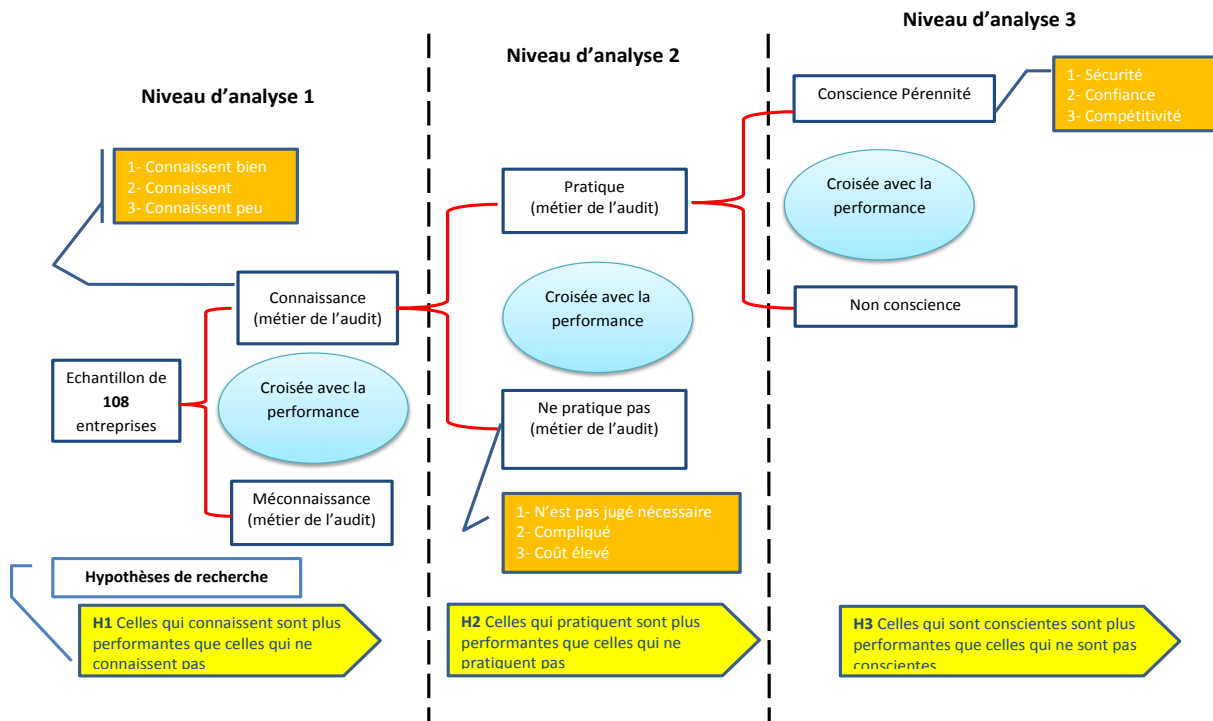 Niveau d'analyse 1
1- Connaissent bien
2- Connaissent
3- Connaissent peu
Connaissance
(métier de l'audit)
Echantillon de
108
entreprises
Croisée avec la
performance
Méconnaissance
(métier de l'audit)
Hypothèses de recherche
H1 Celles qui connaissent sont plus
performantes que celles qui ne
connaissent pas
Niveau d'analyse 2
Pratique
(métier de l'audit)
Croisée avec la
performance
Ne pratique pas
(métier de l'audit)
1- N'est pas jugé nécessaire
2- Compliqué
3- Coût élevé
H2 Celles qui pratiquent sont plus
performantes que celles qui ne
pratiquent pas
Niveau d'analyse 3
Conscience Pérennité
1- Sécurité
2- Confiance
3- Compétitivité
Croisée avec la
performance
Non conscience
H3 Celles qui sont conscientes sont plus
performantes que celles qui ne sont pas
conscientes